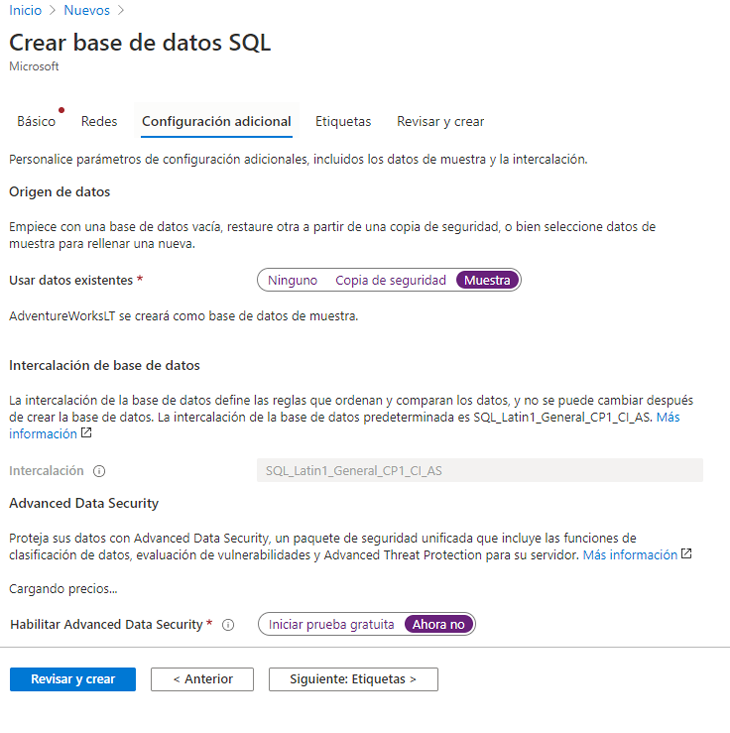 Inicio > Nuevos >
Crear base de datos SQL
Microsoft
Básico Redes Configuración adicional Etiquetas Revisar y crear
Personalice parámetros de configuración adicionales, incluidos los datos de muestra y la intercalación.
Origen de datos
Empiece con una base de datos vacía, restaure otra a partir de una copia de seguridad, o bien seleccione datos de
muestra para rellenar una nueva.
Usar datos existentes * Ninguno Copia de seguridad Muestra
AdventureWorksLT se creará como base de datos de muestra.
Intercalación de base de datos
La intercalación de la base de datos define las reglas que ordenan y comparan los datos, y no se puede cambiar después
de crear la base de datos. La intercalación de la base de datos predeterminada es SQL_Latin1_General_CP1_CI_AS. Más
información
Intercalación SQL_Latin1_General_CP1_CI_AS
Advanced Data Security
Proteja sus datos con Advanced Data Security, un paquete de seguridad unificada que incluye las funciones de
clasificación de datos, evaluación de vulnerabilidades y Advanced Threat Protection para su servidor. Más información
Cargando precios...
Habilitar Advanced Data Security * Iniciar prueba gratuita Ahora no
Revisar y crear < Anterior Siguiente: Etiquetas >